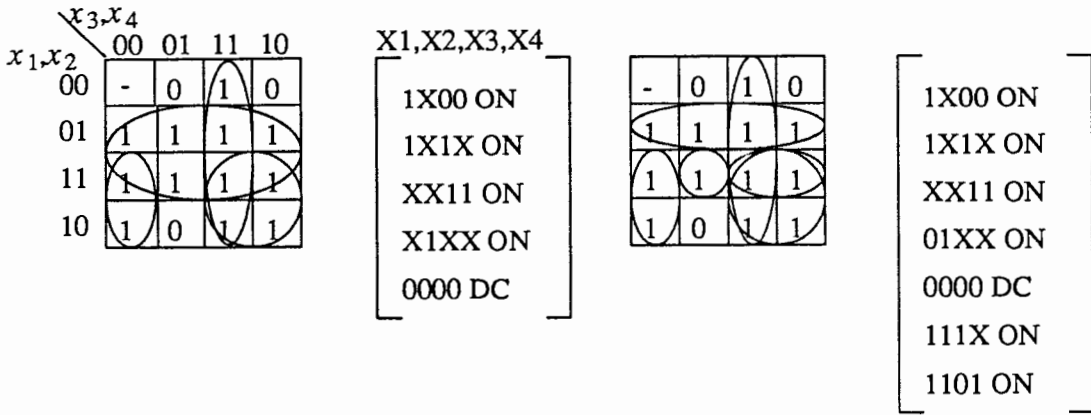 x3,x4
x1,x2
00 01 11 10
00 - 0 1 0
01 1 1 1 1
11 1 1 1 1
10 1 0 1 1
X1,X2,X3,X4
1X00 ON
1X1X ON
XX11 ON
X1XX ON
0000 DC
- 0 1 0
1 1 1 1
1 1 1 1
1 0 1 1
1X00 ON
1X1X ON
XX11 ON
01XX ON
0000 DC
111X ON
1101 ON